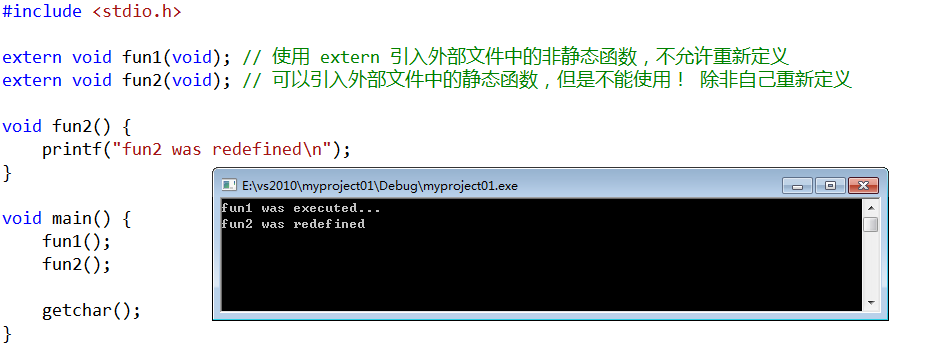 #include <stdio.h>
extern void fun1(void); // 使用 extern 引入外部文件中的非静态函数，不允许重新定义
extern void fun2(void); // 可以引入外部文件中的静态函数，但是不能使用！ 除非自己重新定义
void fun2() {
    printf("fun2 was redefined\n");
}
void main() {
    fun1();
    fun2();
    getchar();
}
E:\vs2010\myproject01\Debug\myproject01.exe
fun1 was executed...
fun2 was redefined